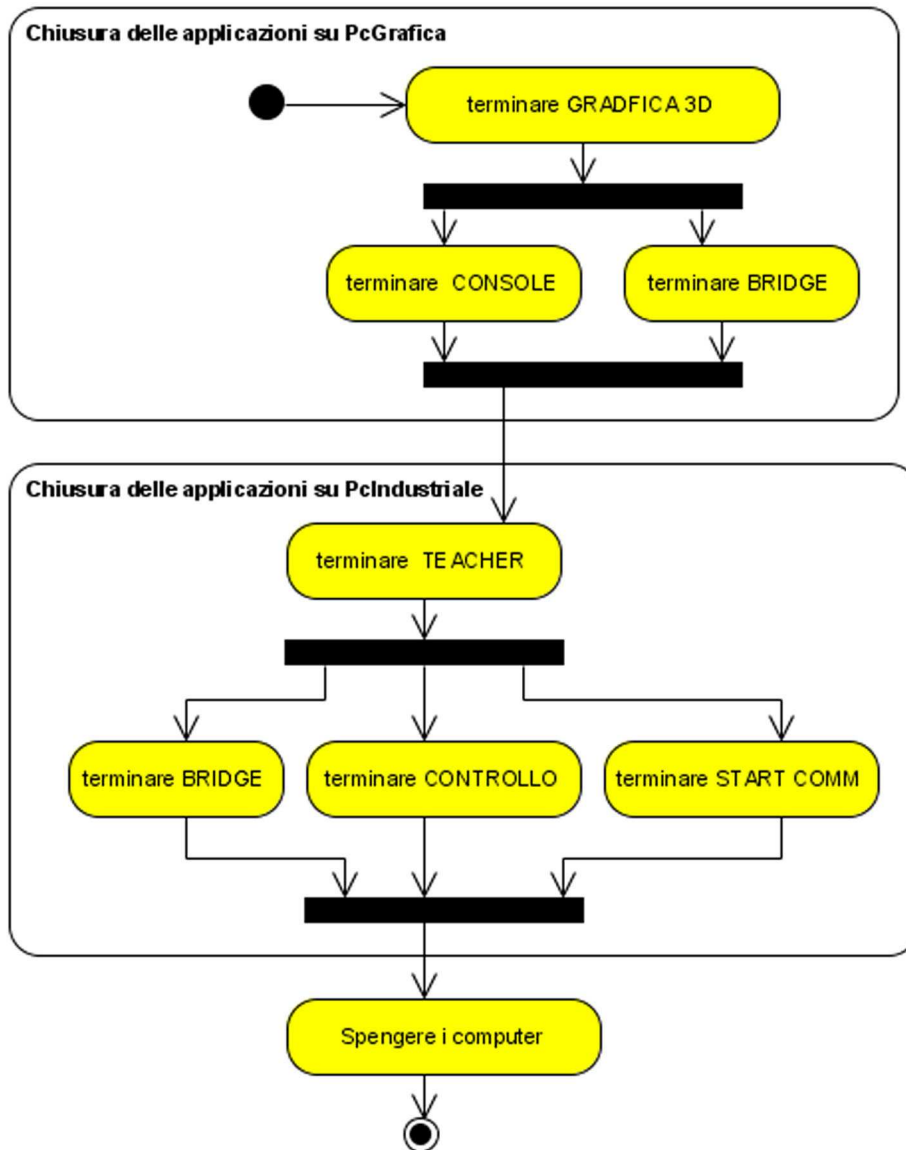 Chiusura delle applicazioni su PcGrafica
terminare GRADFICA 3D
terminare CONSOLE
terminare BRIDGE
Chiusura delle applicazioni su PcIndustriale
terminare TEACHER
terminare BRIDGE
terminare CONTROLLO
terminare START COMM
Spengere i computer